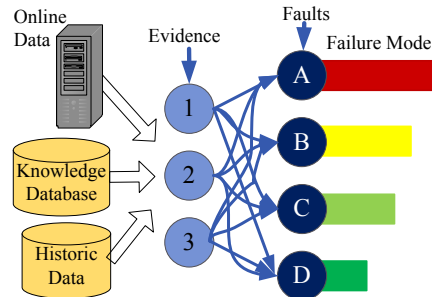 Online
Data
Evidence
Faults
Failure Mode
1
2
3
A
B
C
D
Knowledge
Database
Historic
Data